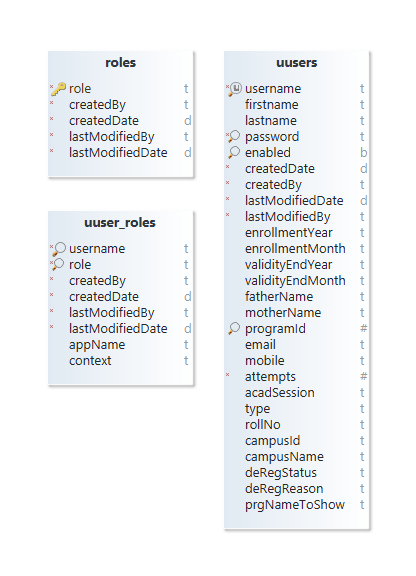 roles
role t
createdBy t
createdDate d
lastModifiedBy t
lastModifiedDate d
uuser_roles
username t
role t
createdBy t
createdDate d
lastModifiedBy t
lastModifiedDate d
appName t
context t
uusers
username t
firstname t
lastname t
password t
enabled b
createdDate d
createdBy t
lastModifiedDate d
lastModifiedBy t
enrollmentYear t
enrollmentMonth t
validityEndYear t
validityEndMonth t
fatherName t
motherName t
programId #
email t
mobile t
attempts #
acadSession t
type t
rollNo t
campusId t
campusName t
deRegStatus t
deRegReason t
prgNameToShow t